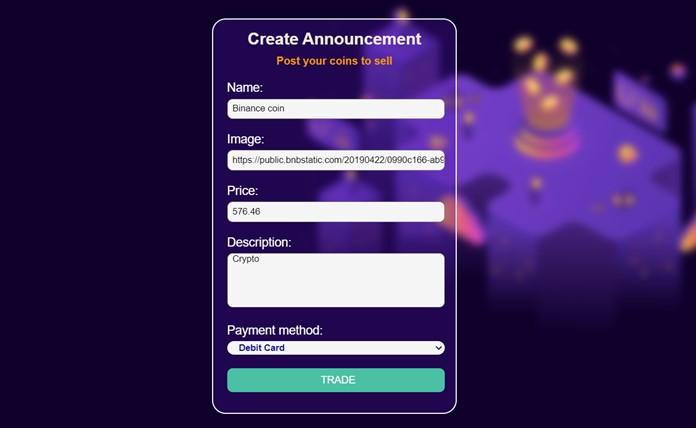 Create Announcement
Post your coins to sell
Name:
Binance coin
Image:
https://public.bnbstatic.com/20190422/0990c166-ab9
Price:
576.46
Description:
Crypto
Payment method:
Debit Card
TRADE